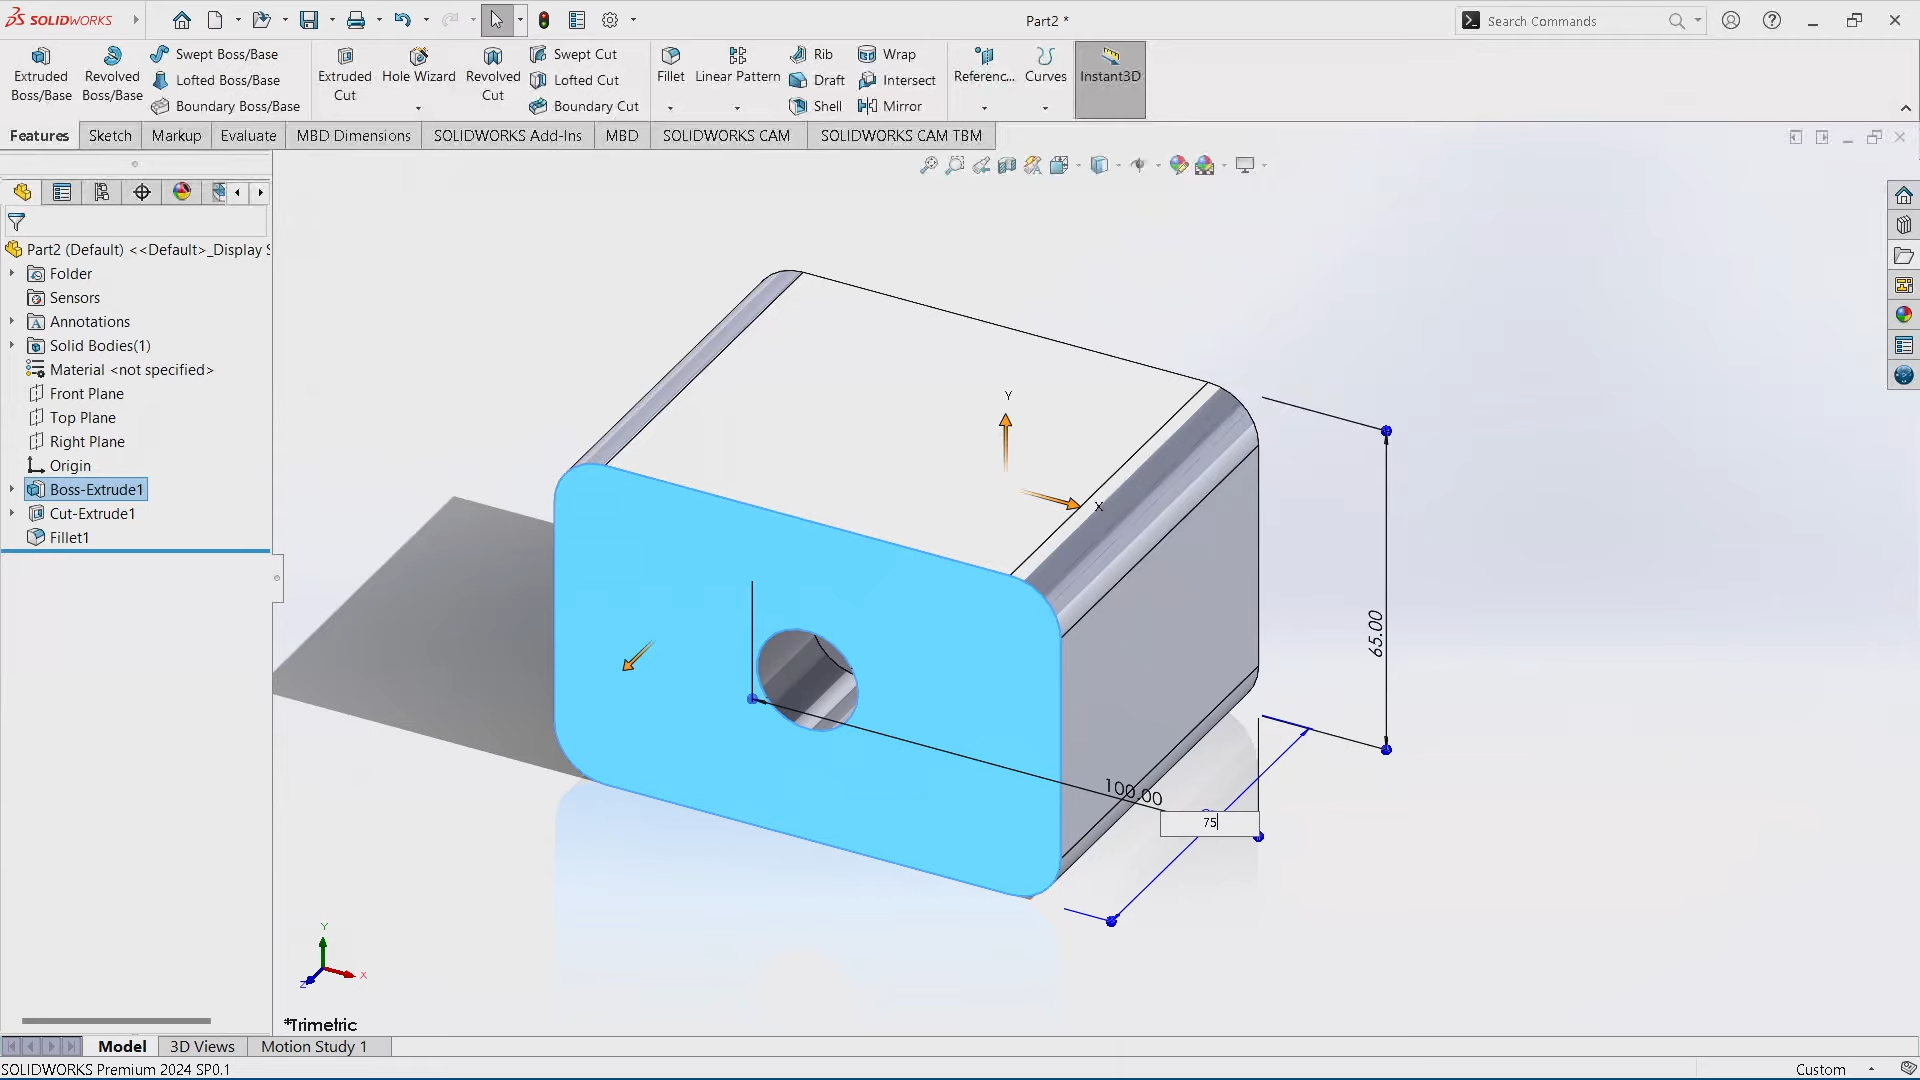 SOLIDWORKS
Part2 *
Search Commands
Extruded Boss/Base
Revolved Boss/Base
Swept Boss/Base
Lofted Boss/Base
Boundary Boss/Base
Extruded Cut
Hole Wizard
Revolved Cut
Swept Cut
Lofted Cut
Boundary Cut
Fillet
Linear Pattern
Rib
Draft
Shell
Wrap
Intersect
Mirror
Referenc...
Curves
Instant3D
Features
Sketch
Markup
Evaluate
MBD Dimensions
SOLIDWORKS Add-Ins
MBD
SOLIDWORKS CAM
SOLIDWORKS CAM TBM
Part2 (Default) <<Default>_Display S
Folder
Sensors
Annotations
Solid Bodies(1)
Material <not specified>
Front Plane
Top Plane
Right Plane
Origin
Boss-Extrude1
Cut-Extrude1
Fillet1
Y
X
65.00
100.00
75
Y
X
Z
*Trimetric
Model
3D Views
Motion Study 1
SOLIDWORKS Premium 2024 SP0.1
Custom